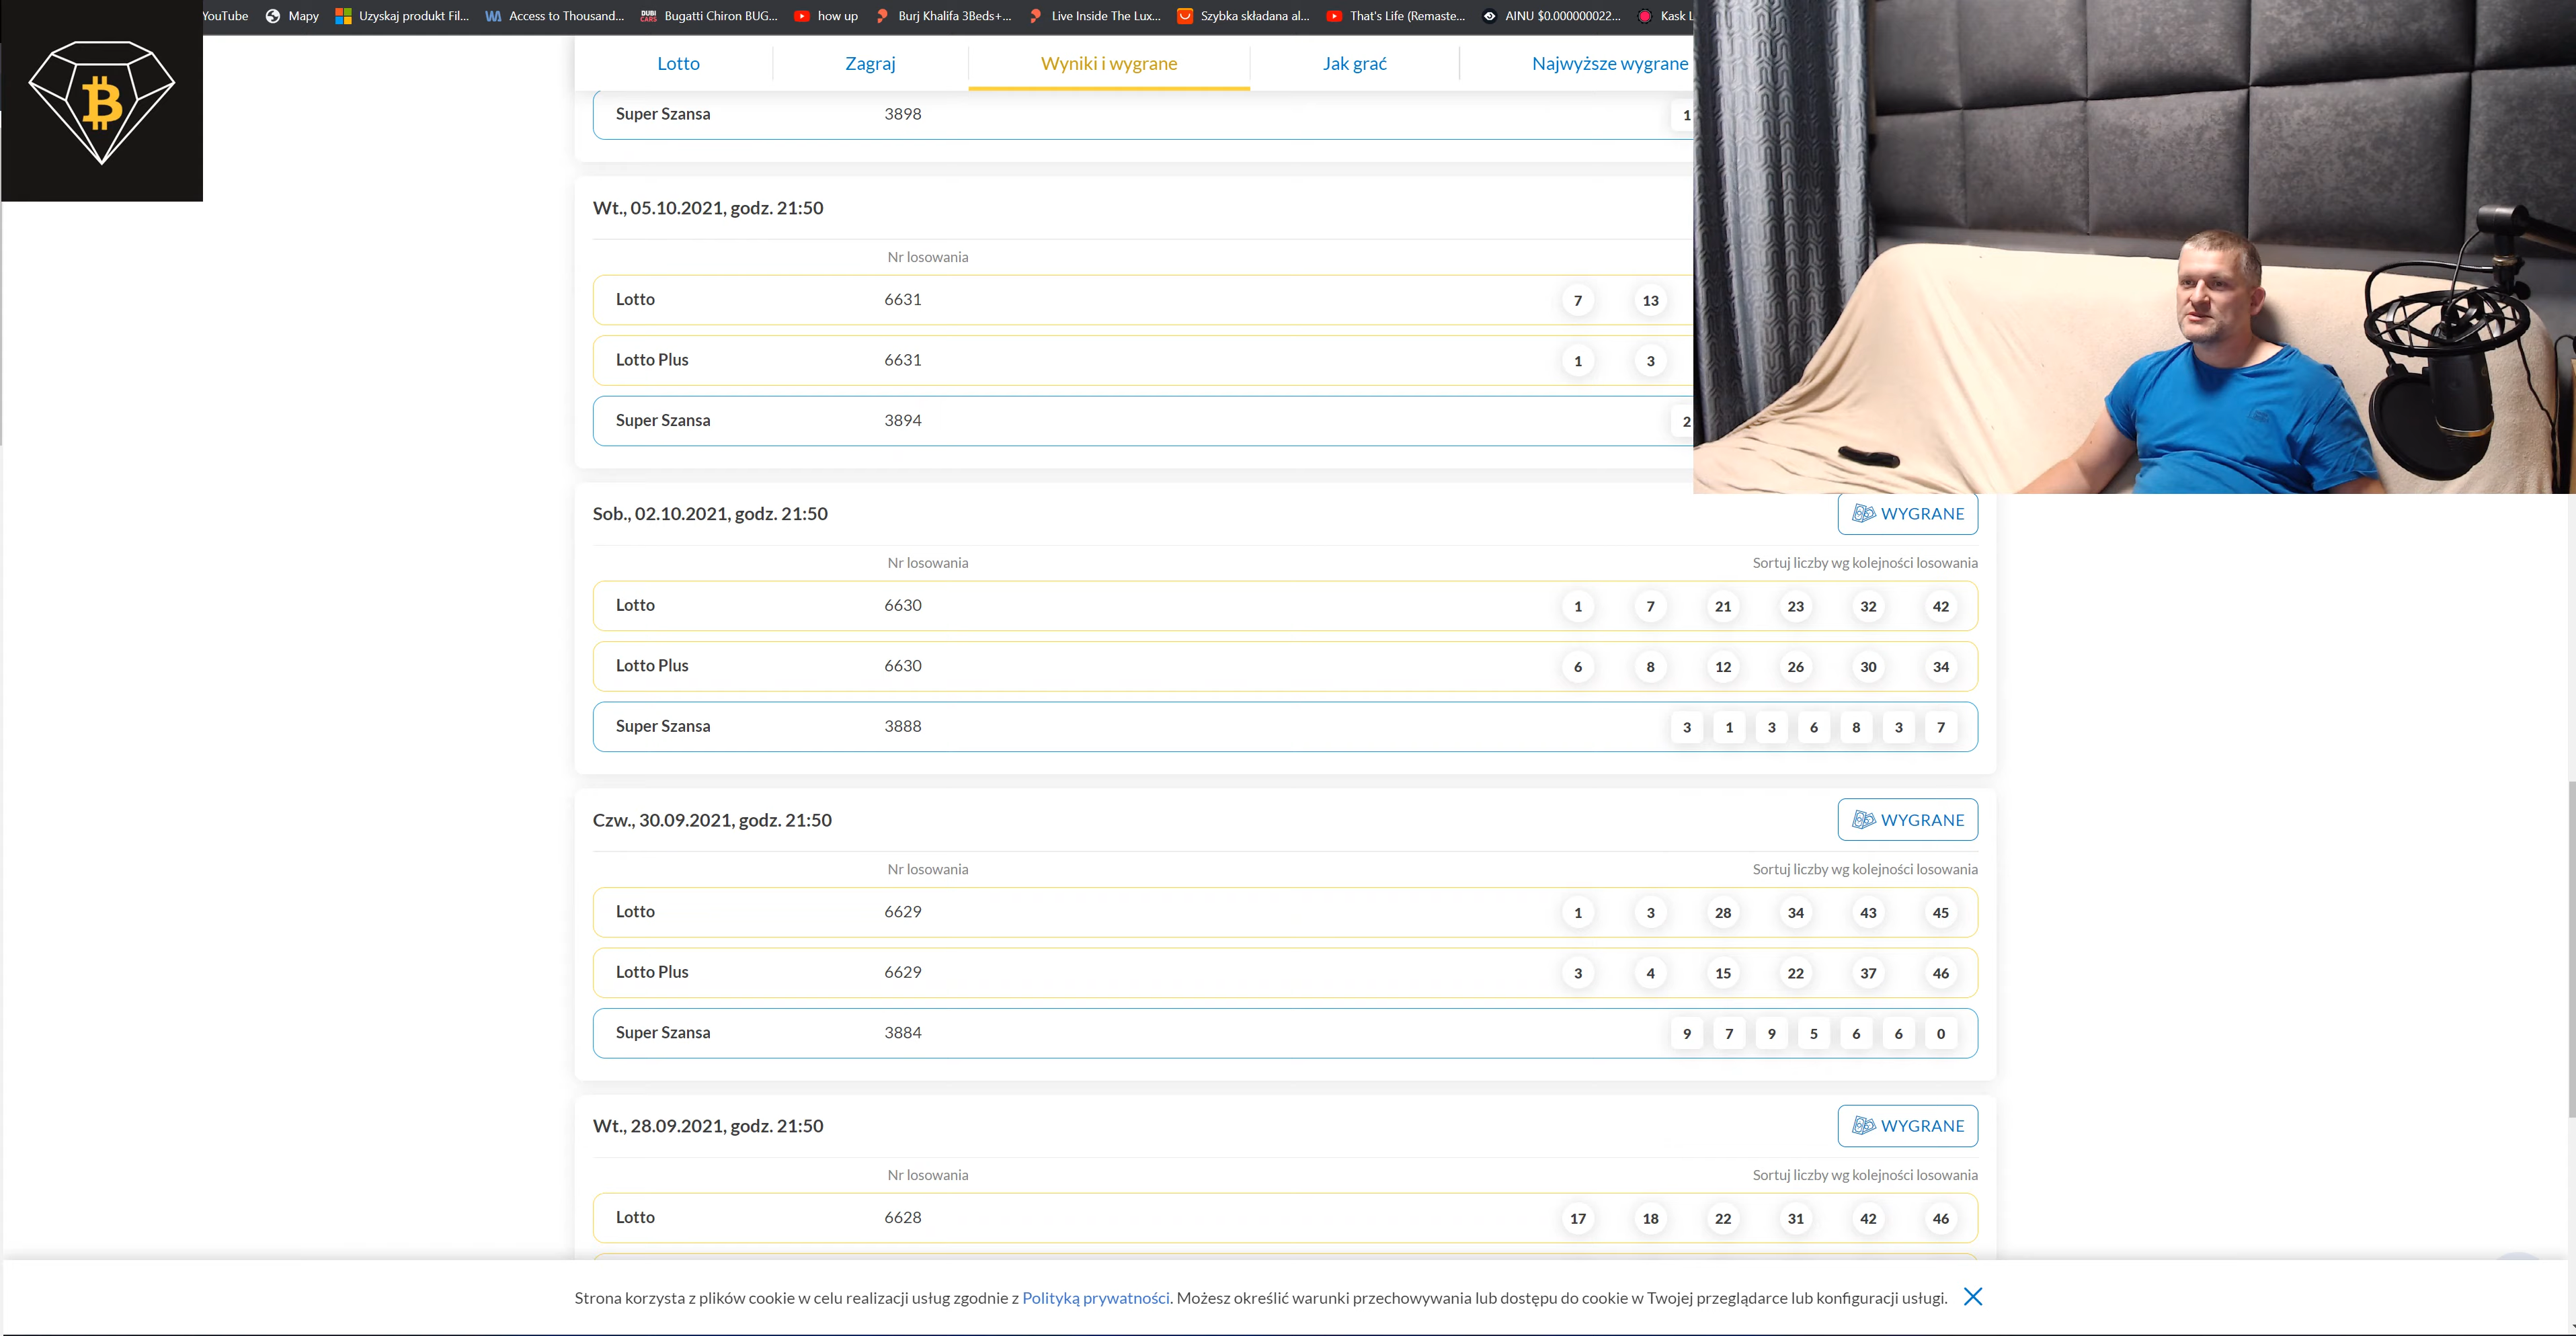 YouTube Mapy Uzyskaj produkt Fil... Access to Thousand... DUBI CARS Bugatti Chiron BUG... how up Burj Khalifa 3Beds+... Live Inside The Lux... Szybka składana al... That's Life (Remaste... AINU $0.000000022... Kask L
Lotto Zagraj Wyniki i wygrane Jak grać Najwyższe wygrane
Super Szansa 3898 1
Wt., 05.10.2021, godz. 21:50
Nr losowania
Lotto 6631 7 13
Lotto Plus 6631 1 3
Super Szansa 3894 2
Sob., 02.10.2021, godz. 21:50 WYGRANE
Nr losowania Sortuj liczby wg kolejności losowania
Lotto 6630 1 7 21 23 32 42
Lotto Plus 6630 6 8 12 26 30 34
Super Szansa 3888 3 1 3 6 8 3 7
Czw., 30.09.2021, godz. 21:50 WYGRANE
Nr losowania Sortuj liczby wg kolejności losowania
Lotto 6629 1 3 28 34 43 45
Lotto Plus 6629 3 4 15 22 37 46
Super Szansa 3884 9 7 9 5 6 6 0
Wt., 28.09.2021, godz. 21:50 WYGRANE
Nr losowania Sortuj liczby wg kolejności losowania
Lotto 6628 17 18 22 31 42 46
Strona korzysta z plików cookie w celu realizacji usług zgodnie z Polityką prywatności. Możesz określić warunki przechowywania lub dostępu do cookie w Twojej przeglądarce lub konfiguracji usługi.